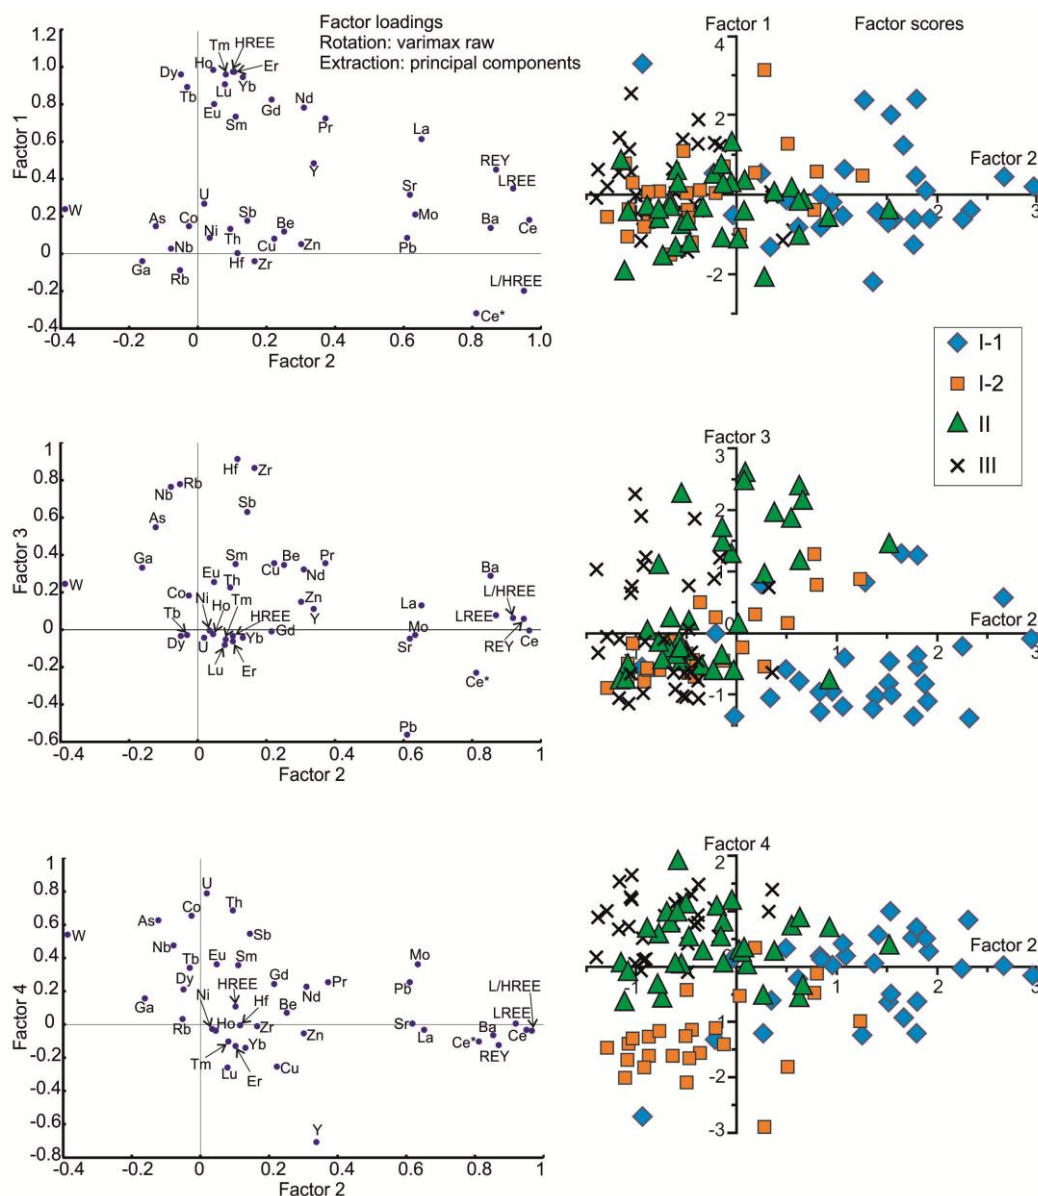 Factor loadings
Rotation: varimax raw
Extraction: principal components
Factor 1
1.2
1.0
0.8
0.6
0.4
0.2
0
-0.2
-0.4
-0.4
-0.2
0
0.2
0.4
0.6
0.8
1.0
Factor 2
Tm
HREE
Ho
Er
Dy
Tb
Lu
Yb
Eu
Gd
Nd
Sm
Pr
La
Y
REY
LREE
W
U
Sr
Mo
As
Co
Sb
Be
Ba
Ce
Ni
Th
Cu
Zn
Pb
Nb
Hf
Zr
Ga
Rb
L/HREE
Ce*
Factor 1
Factor scores
4
2
-2
Factor 2
1
2
3
I-1
I-2
II
III
Factor 3
1
0.8
0.6
0.4
0.2
0
-0.2
-0.4
-0.6
-0.4
-0.2
0
0.2
0.4
0.6
0.8
1
Factor 2
Hf
Zr
Nb
Rb
Sb
As
Ga
Sm
Cu
Be
Pr
Nd
Eu
Th
W
Ba
L/HREE
Co
Ni
Ho
Tm
Zn
La
LREE
Tb
HREE
Y
Dy
U
Yb
Gd
Mo
Sr
REY
Ce
Lu
Er
Ce*
Pb
Factor 3
3
2
1
0
-1
Factor 2
1
2
3
Factor 4
1
0.8
0.6
0.4
0.2
0
-0.2
-0.4
-0.6
-0.8
-0.4
-0.2
0
0.2
0.4
0.6
0.8
1
Factor 2
U
Th
As
Co
W
Sb
Nb
Tb
Eu
Sm
Mo
Dy
HREE
Gd
Pr
Pb
Ga
Ni
Hf
Nd
Be
L/HREE
LREE
Rb
Ho
Zr
Zn
Sr
La
Ba
Ce
Ce*
REY
Tm
Yb
Lu
Er
Cu
Y
Factor 4
2
-1
-2
-3
Factor 2
-1
1
2
3